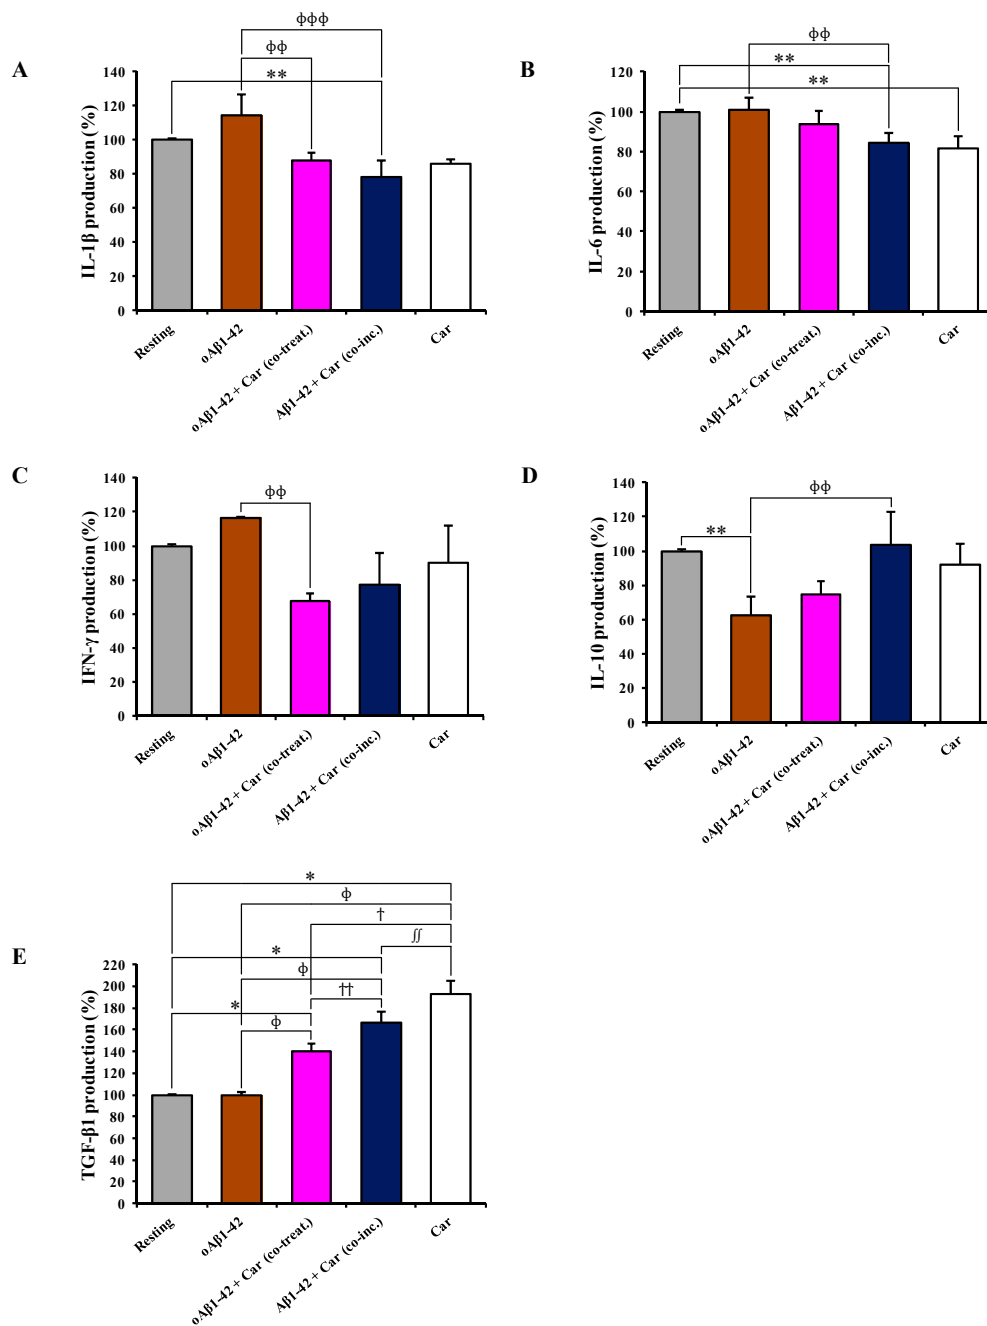 A
ϕϕϕ
ϕϕ
**
IL-1β production (%)
140
120
100
80
60
40
20
0
Resting
oAβ1-42
oAβ1-42 + Car (co-treat.)
Aβ1-42 + Car (co-inc.)
Car
B
ϕϕ
**
**
IL-6 production (%)
120
100
80
60
40
20
0
Resting
oAβ1-42
oAβ1-42 + Car (co-treat.)
Aβ1-42 + Car (co-inc.)
Car
C
ϕϕ
IFN-γ production (%)
140
120
100
80
60
40
20
0
Resting
oAβ1-42
oAβ1-42 + Car (co-treat.)
Aβ1-42 + Car (co-inc.)
Car
D
ϕϕ
**
IL-10 production (%)
140
120
100
80
60
40
20
0
Resting
oAβ1-42
oAβ1-42 + Car (co-treat.)
Aβ1-42 + Car (co-inc.)
Car
E
*
ϕ
†
ʃʃ
*
ϕ
††
*
ϕ
TGF-β1 production (%)
220
200
180
160
140
120
100
80
60
40
20
0
Resting
oAβ1-42
oAβ1-42 + Car (co-treat.)
Aβ1-42 + Car (co-inc.)
Car